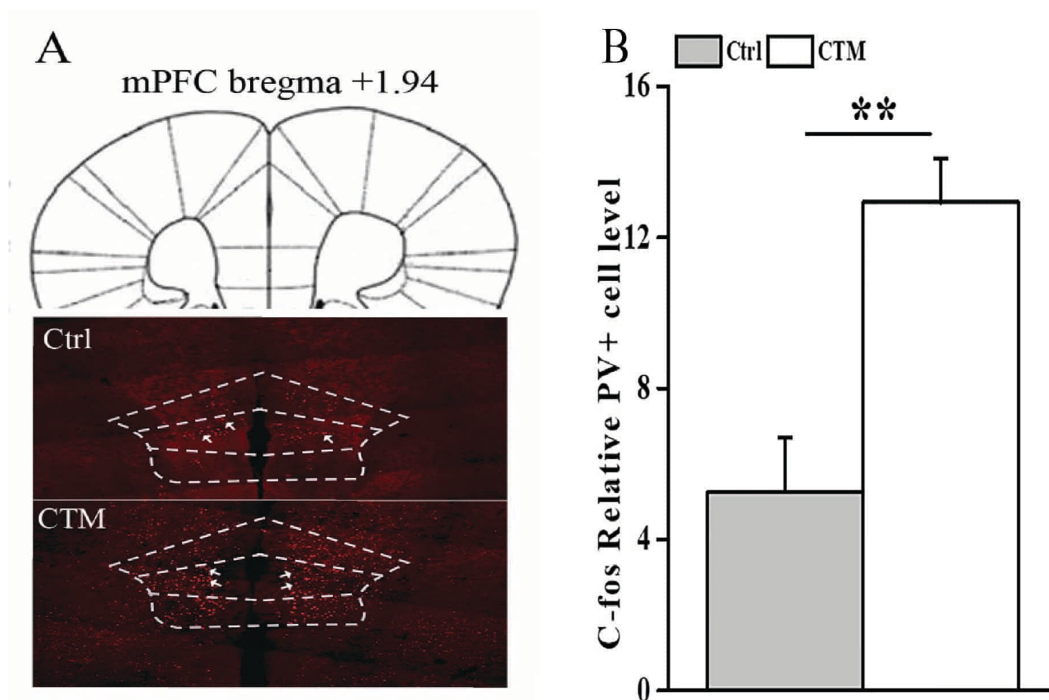 A
mPFC bregma +1.94
Ctrl
CTM
B
Ctrl CTM
**
C-fos Relative PV+ cell level
16
12
8
4
0